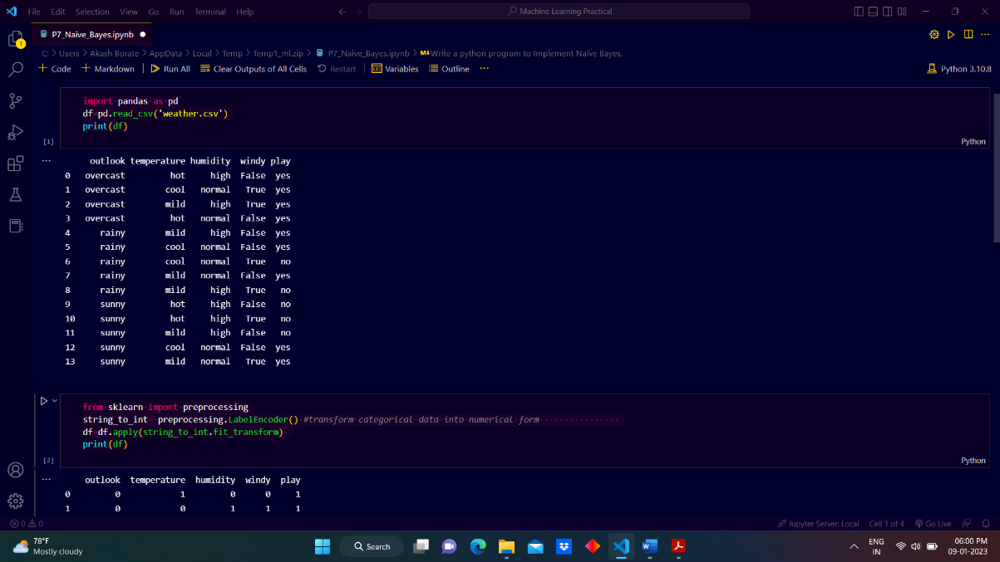 File Edit Selection View Go Run Terminal Help
Machine Learning Practical
P7_Naive_Bayes.ipynb
C: > Users > Akash Borate > AppData > Local > Temp > Temp1_ml.zip > P7_Naive_Bayes.ipynb > M↓Write a python program to Implement Naïve Bayes.
+ Code + Markdown | Run All Clear Outputs of All Cells Restart | Variables Outline ...
Python 3.10.8
1
import pandas as pd
df=pd.read_csv('weather.csv')
print(df)
[1]
Python
outlook temperature humidity windy play
0 overcast hot high False yes
1 overcast cool normal True yes
2 overcast mild high True yes
3 overcast hot normal False yes
4 rainy mild high False yes
5 rainy cool normal False yes
6 rainy cool normal True no
7 rainy mild normal False yes
8 rainy mild high True no
9 sunny hot high False no
10 sunny hot high True no
11 sunny mild high False no
12 sunny cool normal False yes
13 sunny mild normal True yes
from sklearn import preprocessing
string_to_int= preprocessing.LabelEncoder() #transform categorical data into numerical form
df=df.apply(string_to_int.fit_transform)
print(df)
[2]
Python
outlook temperature humidity windy play
0 0 1 0 0 1
1 0 0 1 1 1
0 0
Jupyter Server: Local Cell 1 of 4 Go Live
78°F
Mostly cloudy
Search
ENG
IN
06:00 PM
09-01-2023